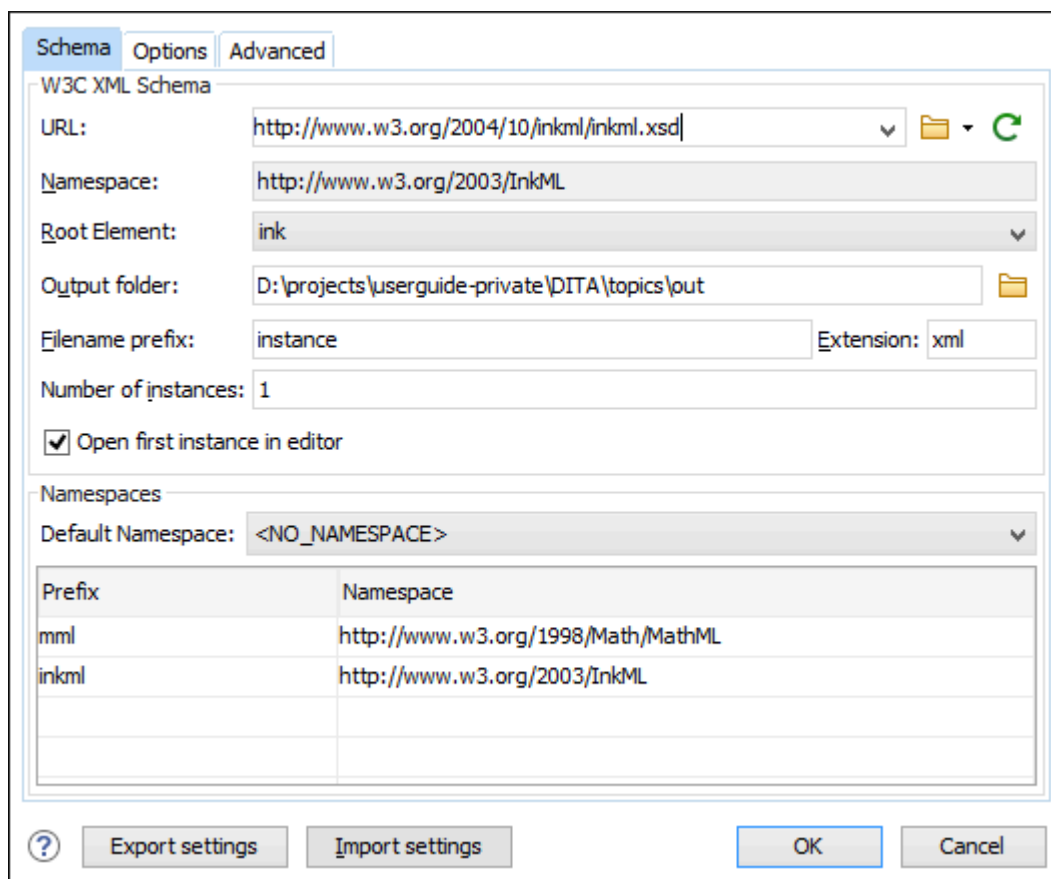 Schema Options Advanced
W3C XML Schema
URL: http://www.w3.org/2004/10/inkml/inkml.xsd
Namespace: http://www.w3.org/2003/InkML
Root Element: ink
Output folder: D:\projects\userguide-private\DITA\topics\out
Filename prefix: instance Extension: xml
Number of instances: 1
Open first instance in editor
Namespaces
Default Namespace: <NO_NAMESPACE>
Prefix Namespace
mml http://www.w3.org/1998/Math/MathML
inkml http://www.w3.org/2003/InkML
? Export settings Import settings OK Cancel